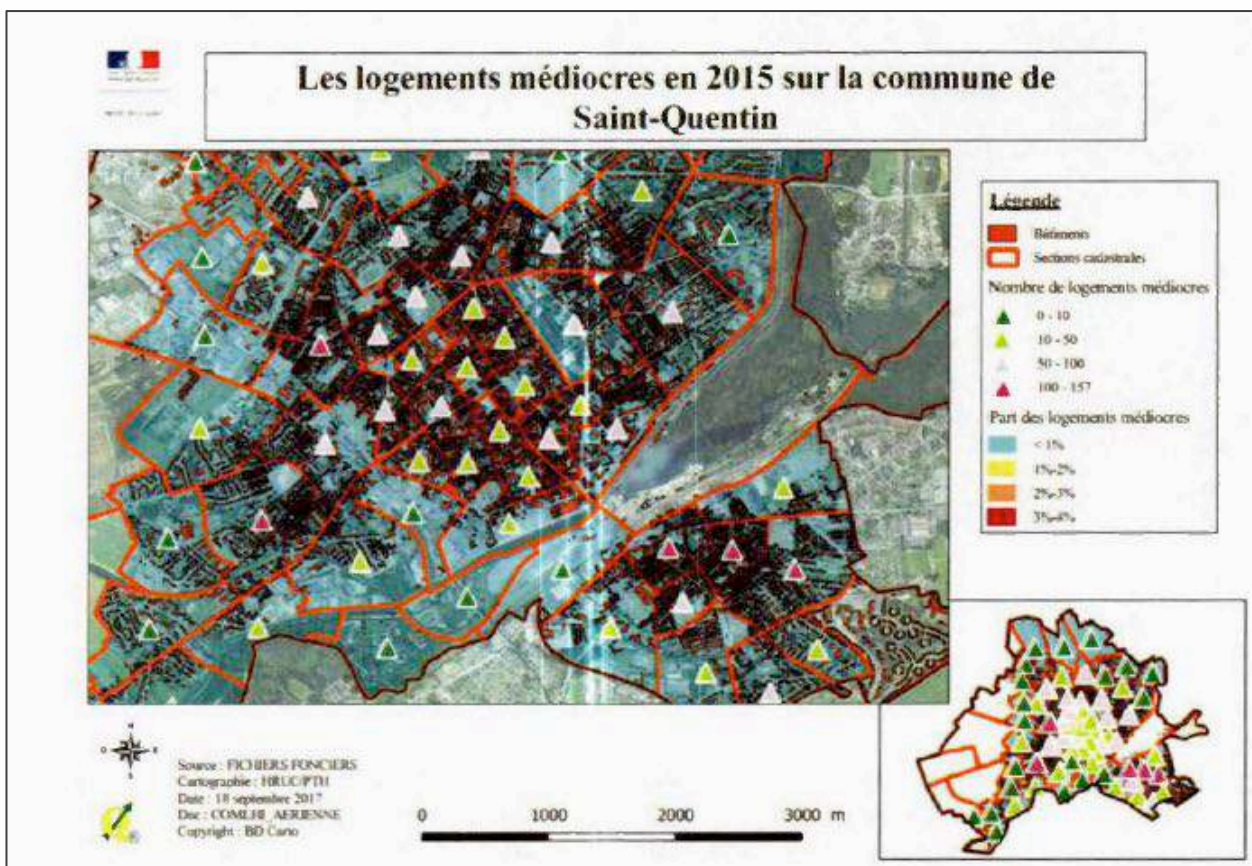 Les logements médiocres en 2015 sur la commune de
Saint-Quentin
Légende
Bâtiments
Sections cadastrales
Nombre de logements médiocres
0 - 10
10 - 50
50 - 100
100 - 157
Part des logements médiocres
< 1%
1%-2%
2%-3%
3%-4%
N
O
E
S
Source : FICHIERS FONCIERS
Cartographie : HRUC/PTH
Date : 18 septembre 2017
Doc : COMLHI_AERIENNE
Copyright : BD Carto
0 1000 2000 3000 m